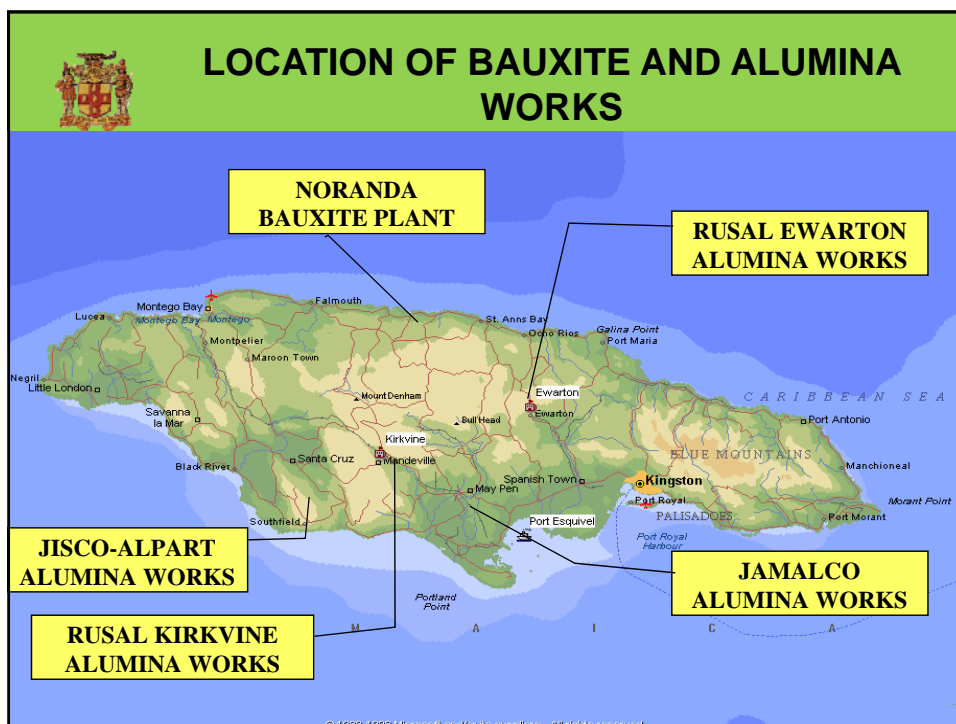 LOCATION OF BAUXITE AND ALUMINA
WORKS
NORANDA
BAUXITE PLANT
RUSAL EWARTON
ALUMINA WORKS
Montego Bay
Falmouth
Lucea
Montego Bay Montego
St. Anns Bay
Ocho Rios
Galina Point
Port Maria
Montpelier
Maroon Town
Negril
Little London
Mount Denham
Ewarton
CARIBBEAN SEA
Savanna
la Mar
Bull Head
Ewarton
Port Antonio
Kirkvine
BLUE MOUNTAINS
Black River
Santa Cruz
Mandeville
Manchioneal
Spanish Town
Kingston
May Pen
Port Royal
Morant Point
Southfield
Port Esquivel
PALISADOES
Port Morant
Port Royal
Harbour
JISCO-ALPART
ALUMINA WORKS
JAMALCO
ALUMINA WORKS
Portland
Point
M A I C A
RUSAL KIRKVINE
ALUMINA WORKS